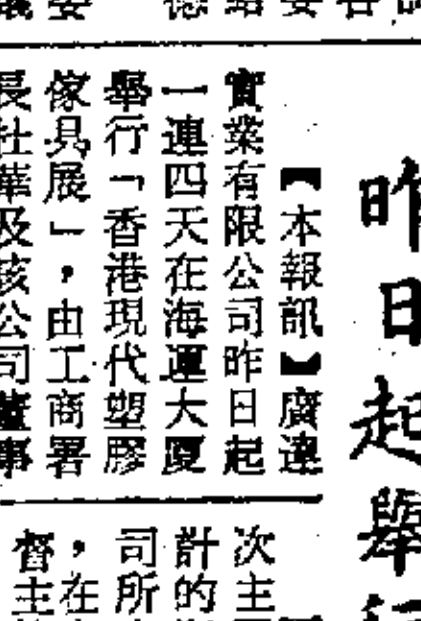 昨日起舉行
【本報訊】廣達
實業有限公司昨日起
一連四天在海運大廈
舉行「香港現代塑膠
傢具展」，由工商署
長杜華及該公司董事
次主
計的
司所
，在
督主